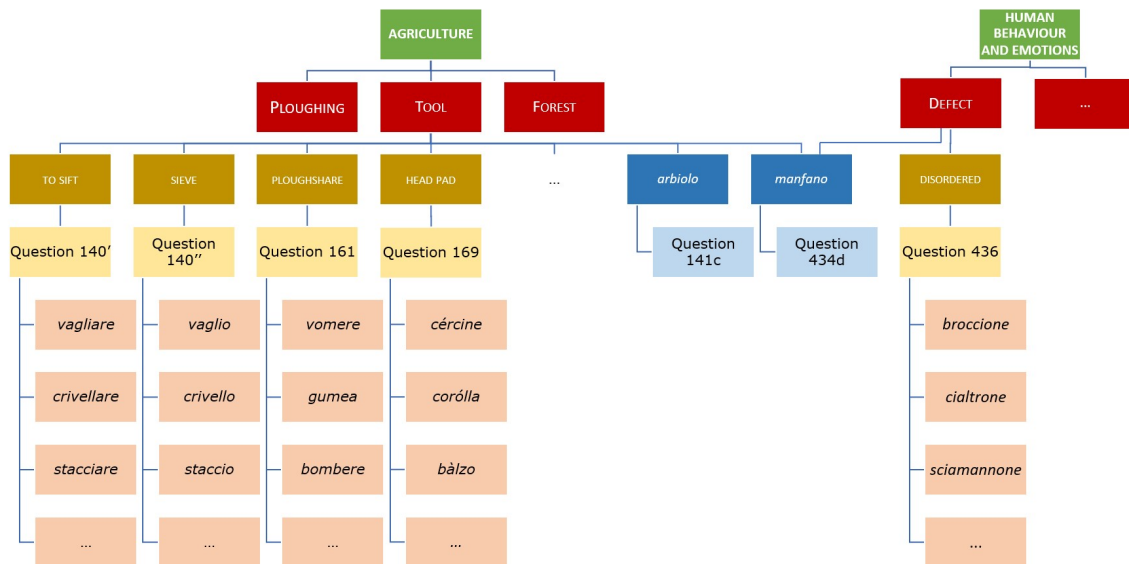 AGRICULTURE
HUMAN
BEHAVIOUR
AND EMOTIONS
PLOUGHING
TOOL
FOREST
DEFECT
...
TO SIFT
SIEVE
PLOUGHSHARE
HEAD PAD
...
arbiolo
manfano
DISORDERED
Question 140’
Question
140’’
Question 161
Question 169
Question
141c
Question
434d
Question 436
vagliare
vaglio
vomere
cércine
broccione
crivellare
crivello
gumea
corólla
cialtrone
stacciare
staccio
bombere
bàlzo
sciamannone
...
...
...
...
...